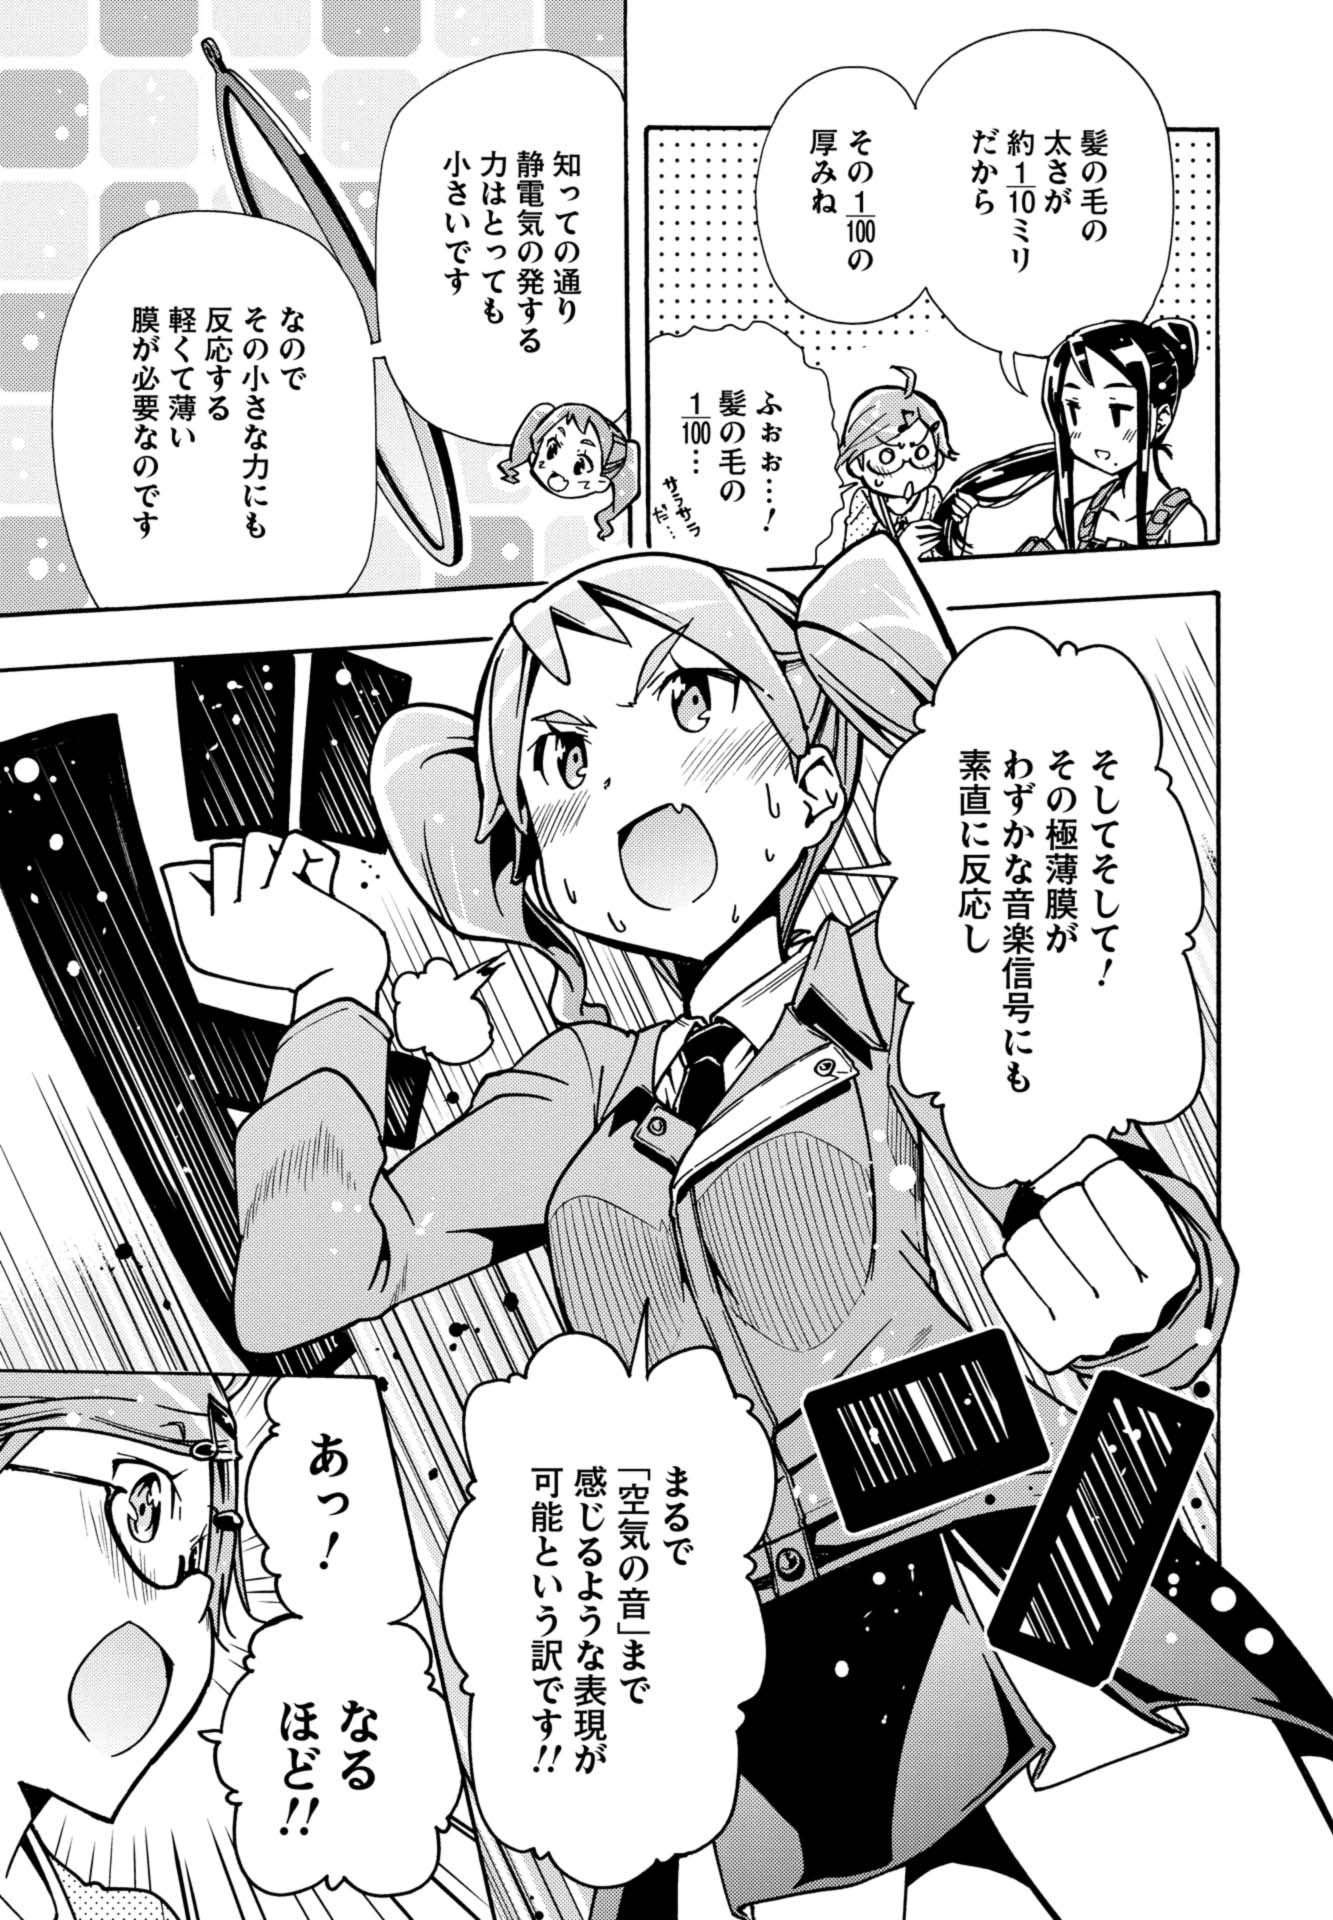 髪の毛の
太さが
約1/10ミリ
だから
その1/100の
厚みね
ふぉぉ…!
髪の毛の
1/100…
サラサラ
だ…
知っての通り
静電気の発する
力はとっても
小さいです
なので
その小さな力にも
反応する
軽くて薄い
膜が必要なのです
そしてそして!
その極薄膜が
わずかな音楽信号にも
素直に反応し
まるで
「空気の音」まで
感じるような表現が
可能という訳です!!
あっ!
なる
ほど!!